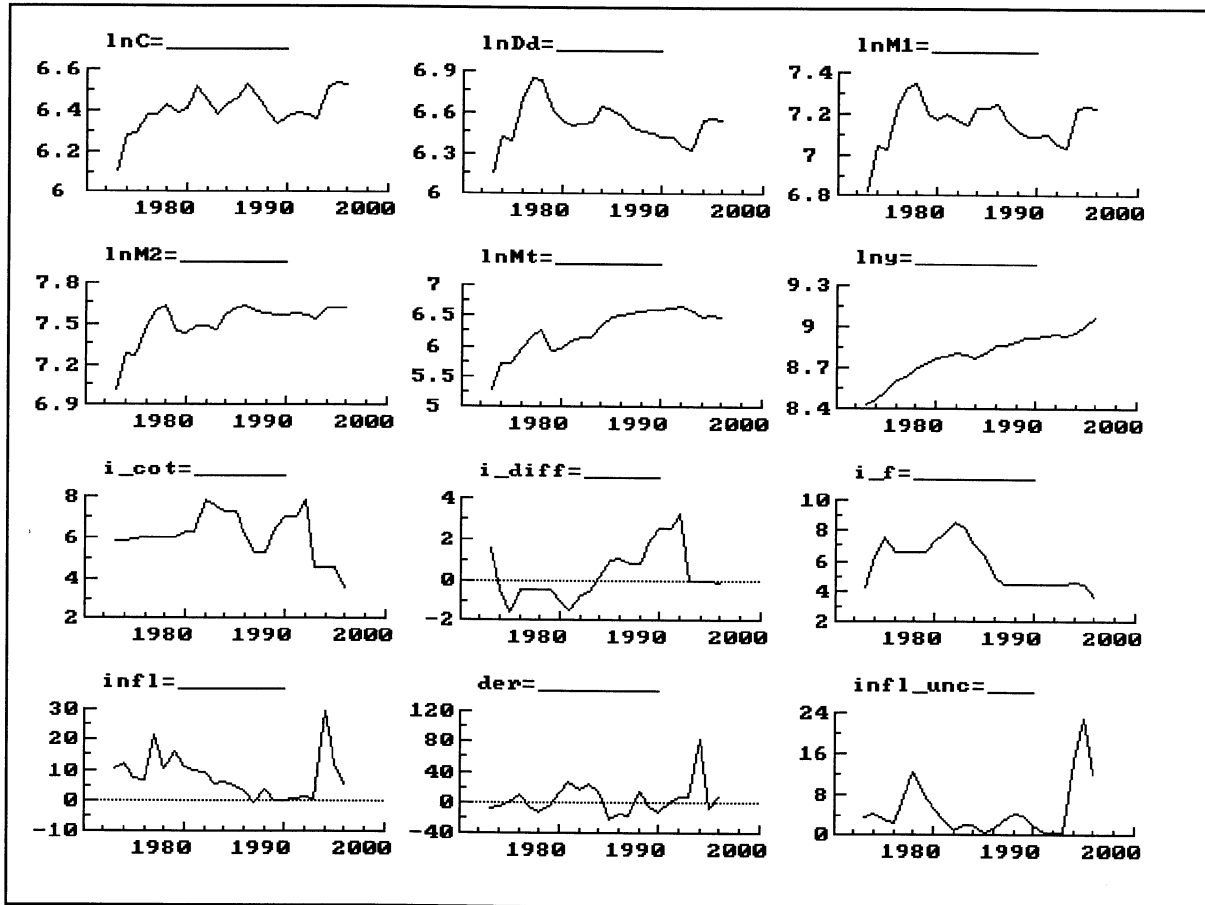 lnC=__________ lnDd=_________ lnM1=_________
6.6 6.9 7.4
6.4 6.6 7.2
6.2 6.3 7
6 6 6.8
1980 1990 2000 1980 1990 2000 1980 1990 2000
lnM2=_________ lnMt=_________ lny=__________
7.8 7 9.3
7.5 6.5 9
6
7.2 5.5 8.7
6.9 5 8.4
1980 1990 2000 1980 1990 2000 1980 1990 2000
i_cot=________ i_diff=______ i_f=__________
8 4 10
6 2 8
4 0 6
4
2 -2 2
1980 1990 2000 1980 1990 2000 1980 1990 2000
infl=_________ der=__________ infl_unc=____
30 120 24
20 80 16
10 40 8
0 0
-10 -40 0
1980 1990 2000 1980 1990 2000 1980 1990 2000